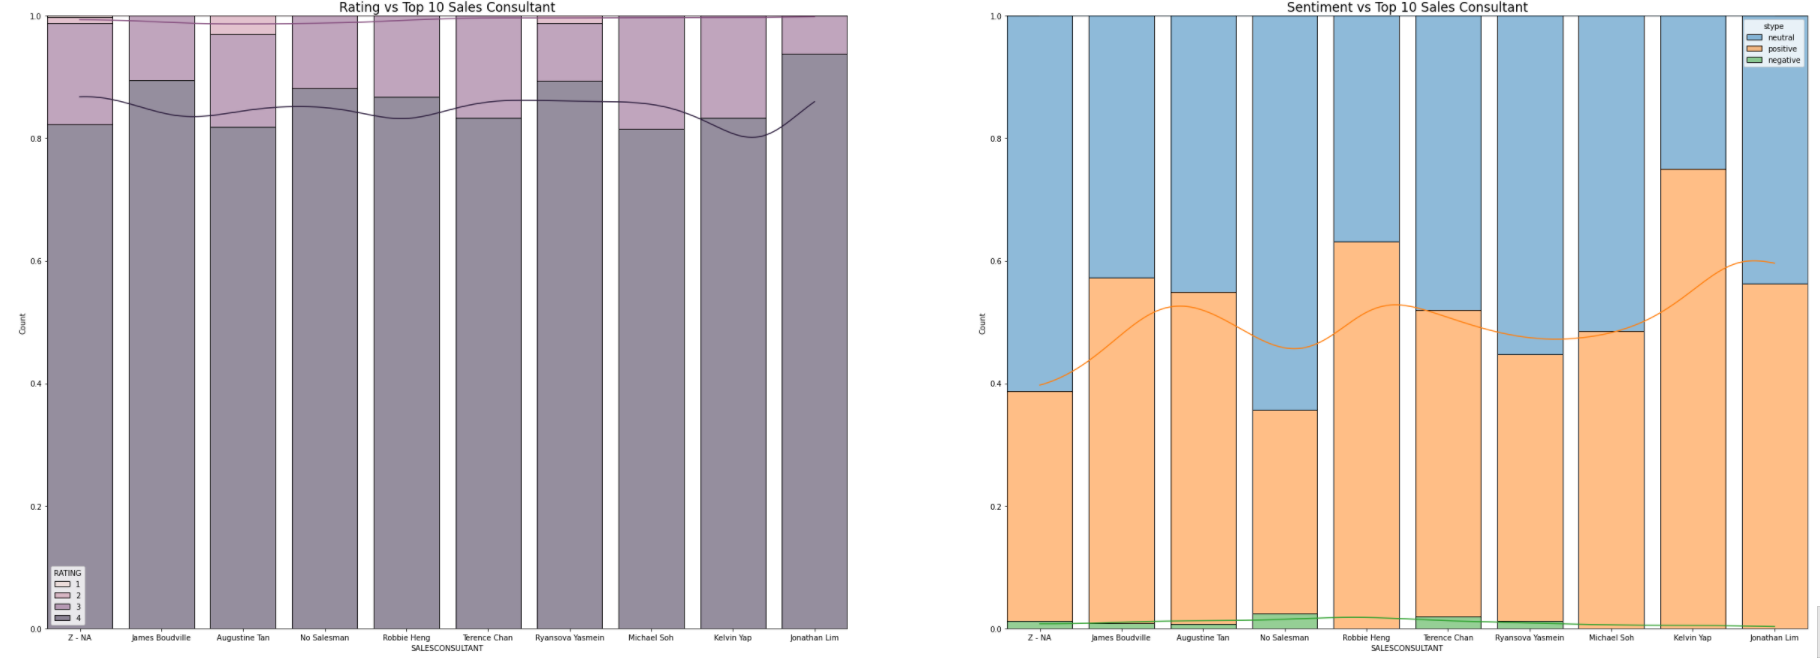 Rating vs Top 10 Sales Consultant
1.0
0.8
0.6
0.4
0.2
0.0
Count
RATING
1
2
3
4
Z - NA James Boudville Augustine Tan No Salesman Robbie Heng Terence Chan Ryansova Yasmein Michael Soh Kelvin Yap Jonathan Lim
SALESCONSULTANT
Sentiment vs Top 10 Sales Consultant
1.0
0.8
0.6
0.4
0.2
0.0
Count
stype
neutral
positive
negative
Z - NA James Boudville Augustine Tan No Salesman Robbie Heng Terence Chan Ryansova Yasmein Michael Soh Kelvin Yap Jonathan Lim
SALESCONSULTANT